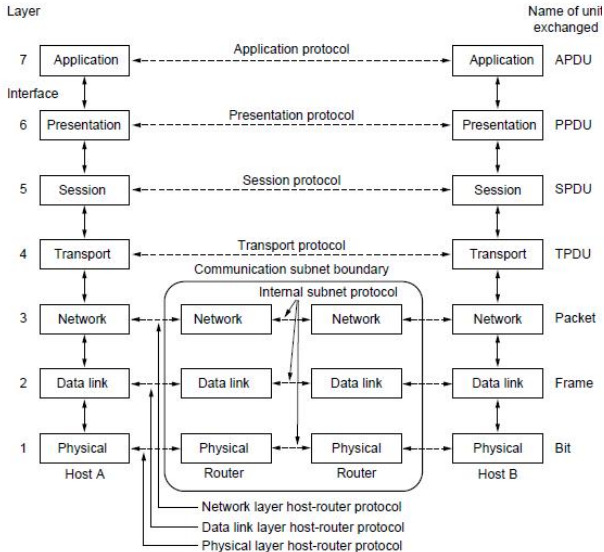 Layer
Name of unit
exchanged
7
Application
Application protocol
Application
APDU
Interface
6
Presentation
Presentation protocol
Presentation
PPDU
5
Session
Session protocol
Session
SPDU
4
Transport
Transport protocol
Transport
TPDU
Communication subnet boundary
Internal subnet protocol
3
Network
Network
Network
Network
Packet
2
Data link
Data link
Data link
Data link
Frame
1
Physical
Physical
Physical
Physical
Bit
Host A
Router
Router
Host B
Network layer host-router protocol
Data link layer host-router protocol
Physical layer host-router protocol